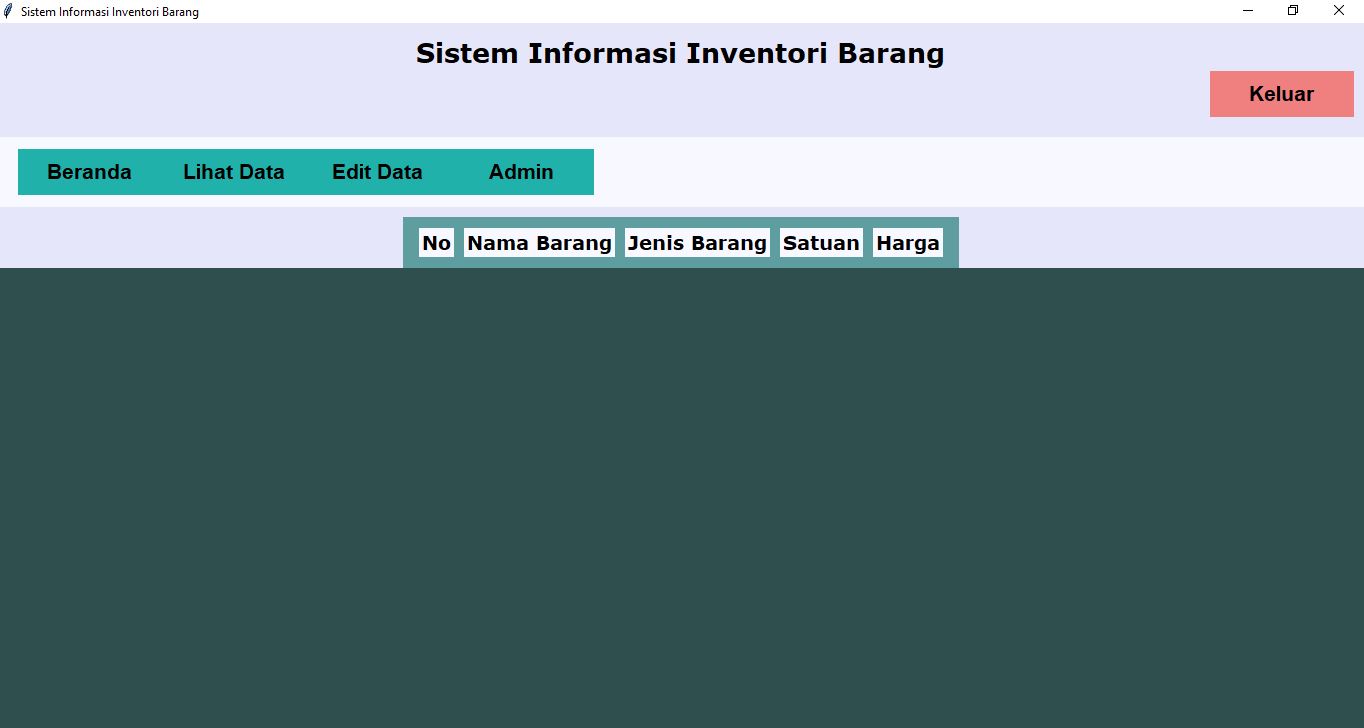 Sistem Informasi Inventori Barang
Sistem Informasi Inventori Barang
Keluar
Beranda Lihat Data Edit Data Admin
No Nama Barang Jenis Barang Satuan Harga